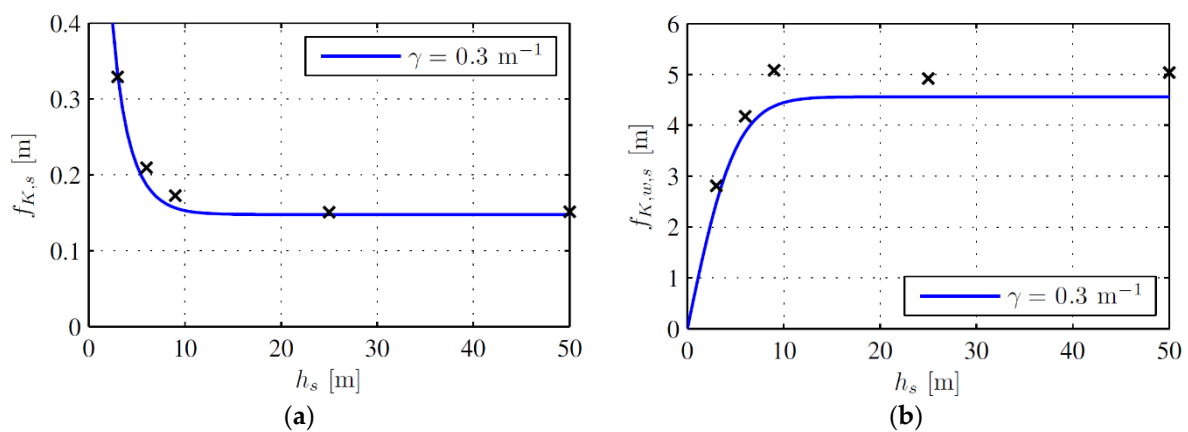 0.4
0.3
0.2
0.1
0
f_{K,s} [m]
γ = 0.3 m⁻¹
0 10 20 30 40 50
h_s [m]
(a)
6
5
4
3
2
1
0
f_{K,w,s} [m]
γ = 0.3 m⁻¹
0 10 20 30 40 50
h_s [m]
(b)